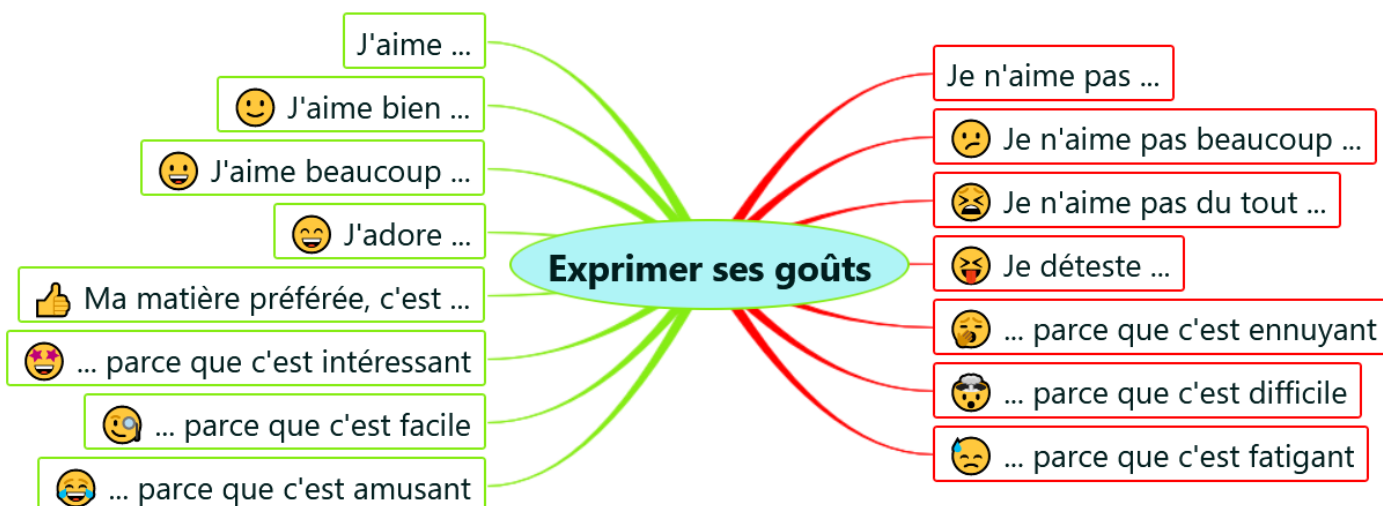 J'aime ...
J'aime bien ...
J'aime beaucoup ...
J'adore ...
Ma matière préférée, c'est ...
... parce que c'est intéressant
... parce que c'est facile
... parce que c'est amusant
Exprimer ses goûts
Je n'aime pas ...
Je n'aime pas beaucoup ...
Je n'aime pas du tout ...
Je déteste ...
... parce que c'est ennuyant
... parce que c'est difficile
... parce que c'est fatigant